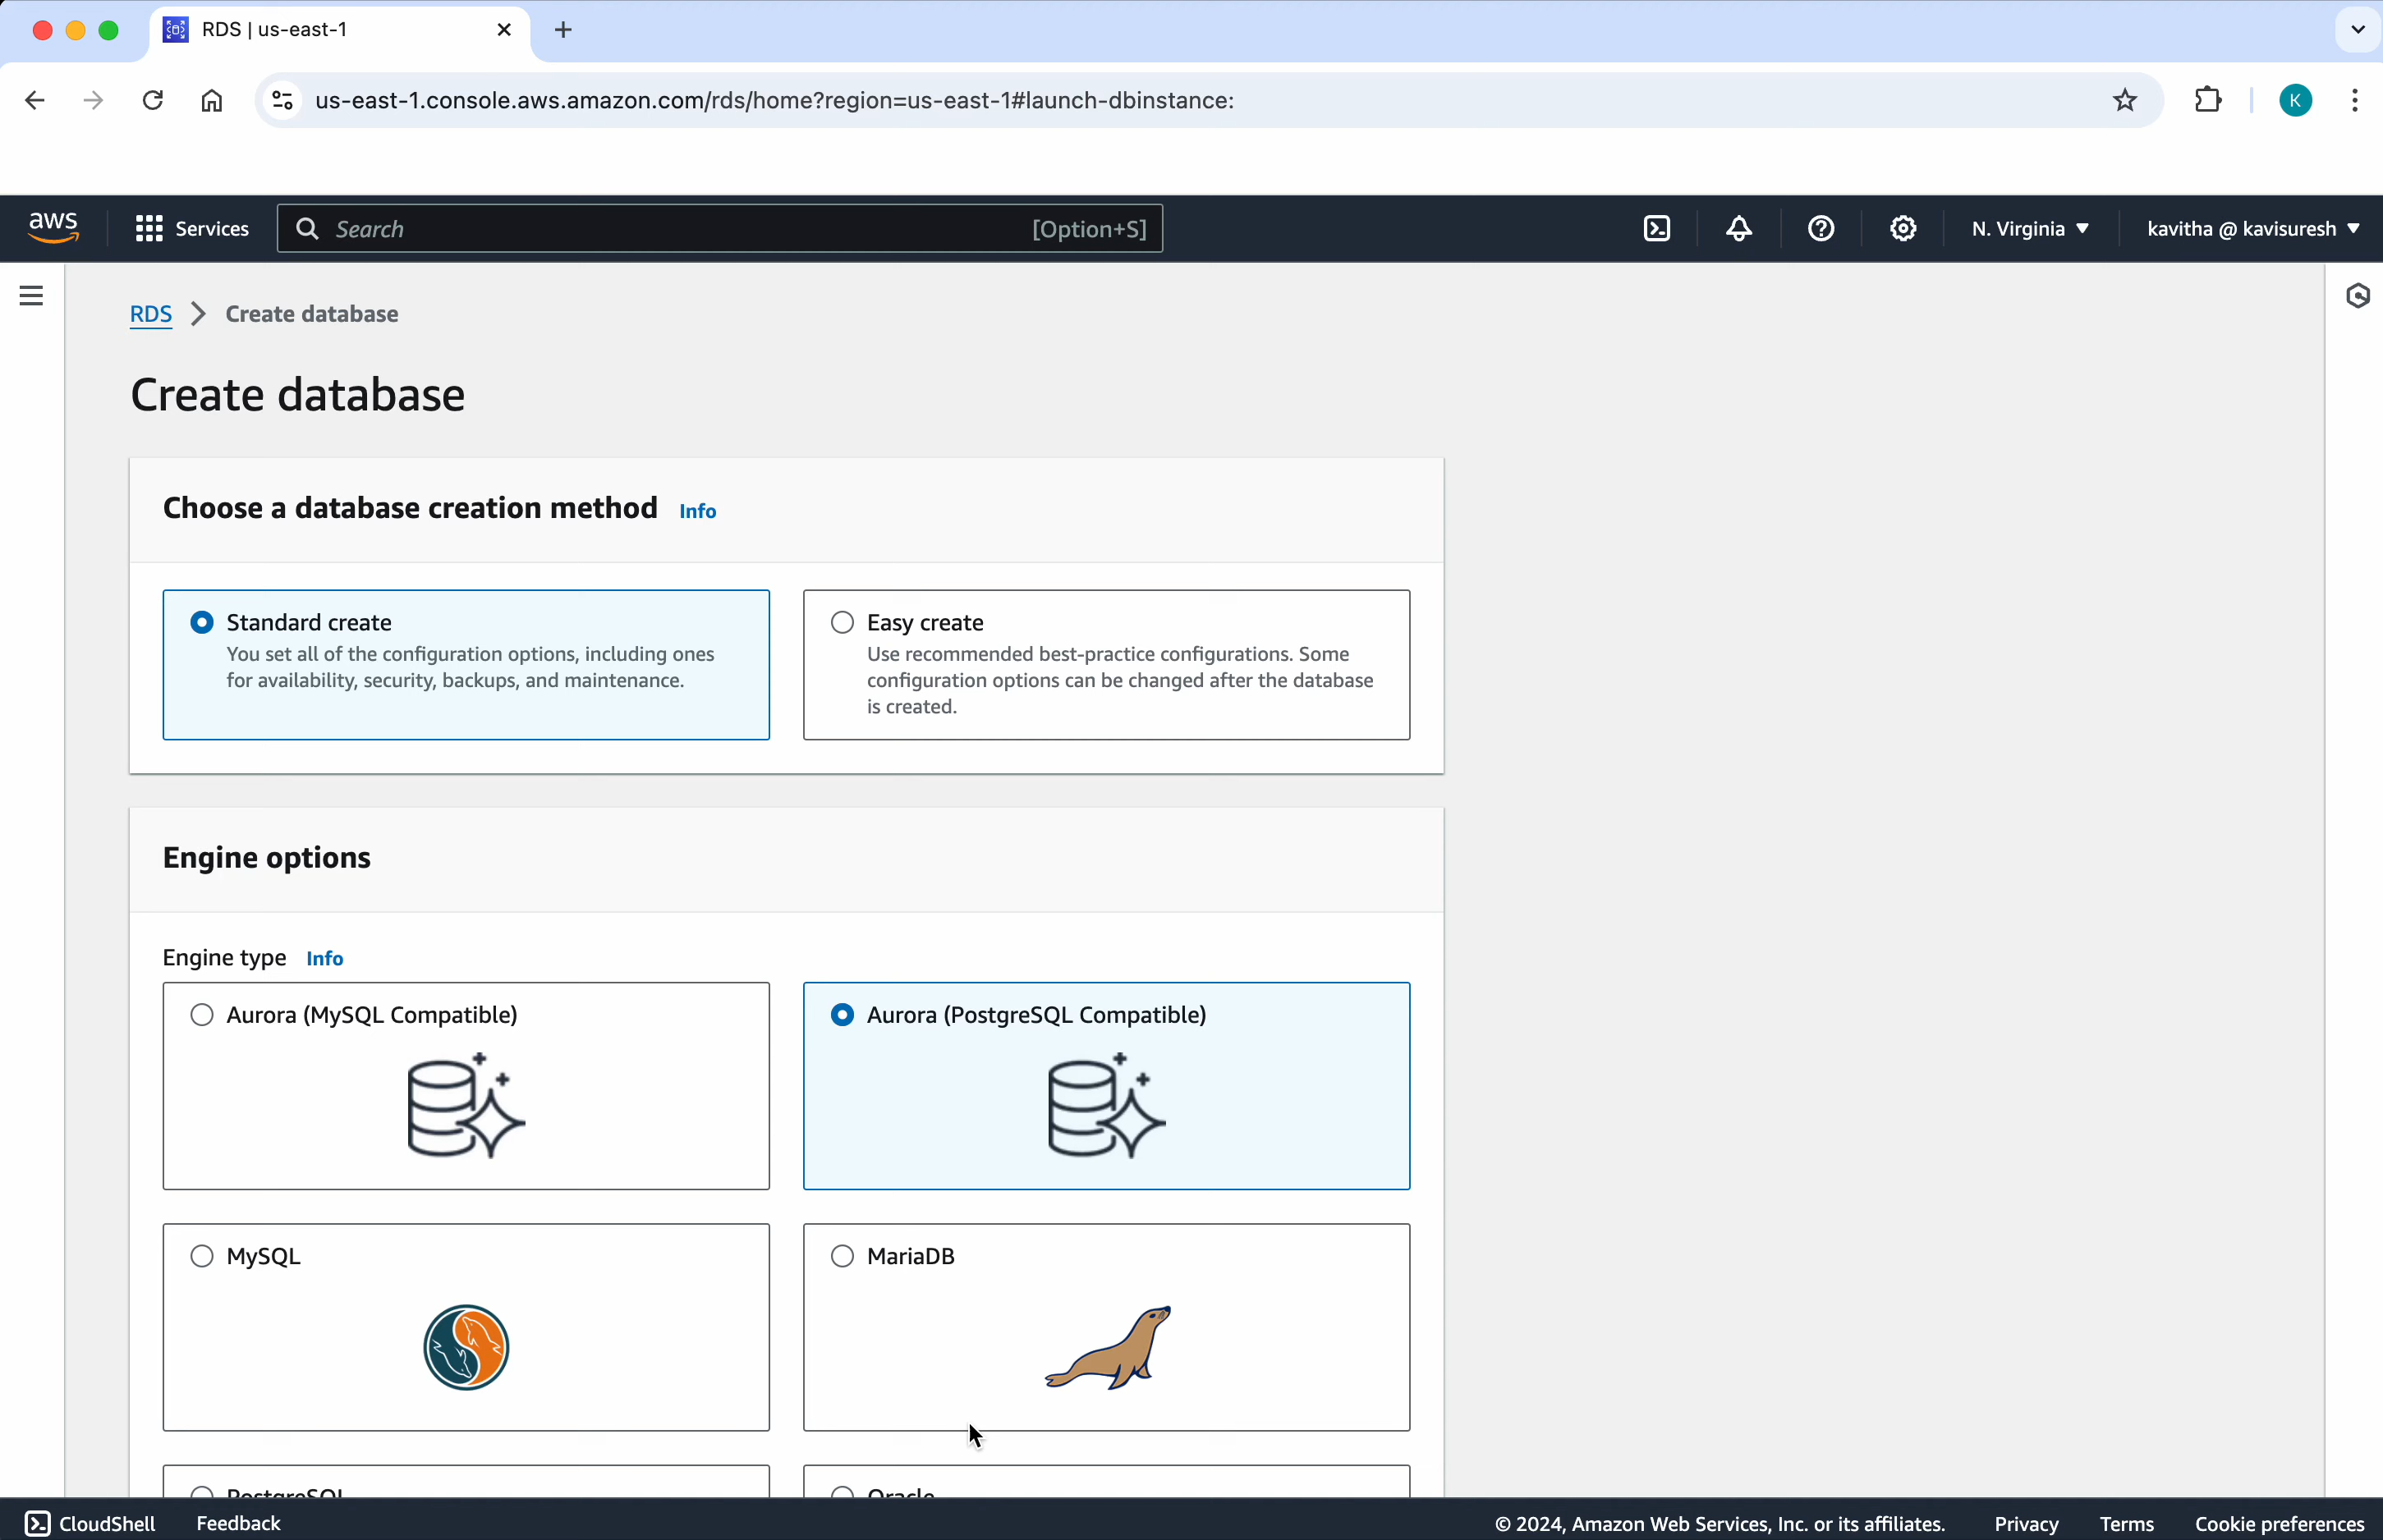 RDS | us-east-1
us-east-1.console.aws.amazon.com/rds/home?region=us-east-1#launch-dbinstance:
K
aws
Services
Search
[Option+S]
N. Virginia
kavitha @ kavisuresh
RDS
Create database
Create database
Choose a database creation method Info
Standard create
You set all of the configuration options, including ones
for availability, security, backups, and maintenance.
Easy create
Use recommended best-practice configurations. Some
configuration options can be changed after the database
is created.
Engine options
Engine type Info
Aurora (MySQL Compatible)
Aurora (PostgreSQL Compatible)
MySQL
MariaDB
PostgreSQL
Oracle
CloudShell
Feedback
© 2024, Amazon Web Services, Inc. or its affiliates.
Privacy
Terms
Cookie preferences